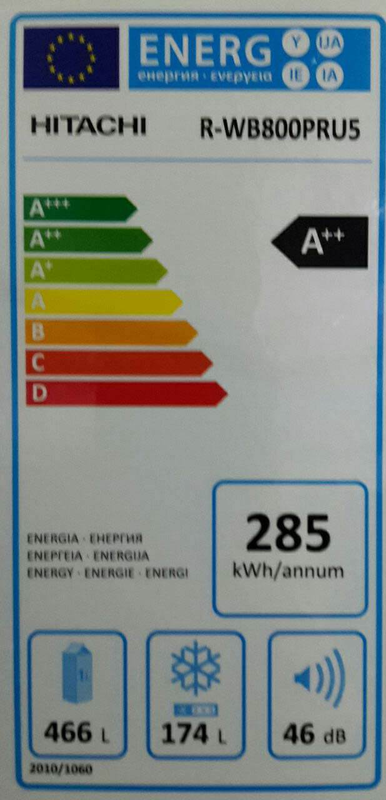 ENERG Y UA
енергия · ενεργεια IE IA
HITACHI R-WB800PRU5
A+++
A++
A+
A
B
C
D
A++
ENERGIA · ЕНЕРГИЯ
ΕΝΕΡΓΕΙΑ · ENERGIJA
ENERGY · ENERGIE · ENERGI
285
kWh/annum
466 L
174 L
46 dB
2010/1060